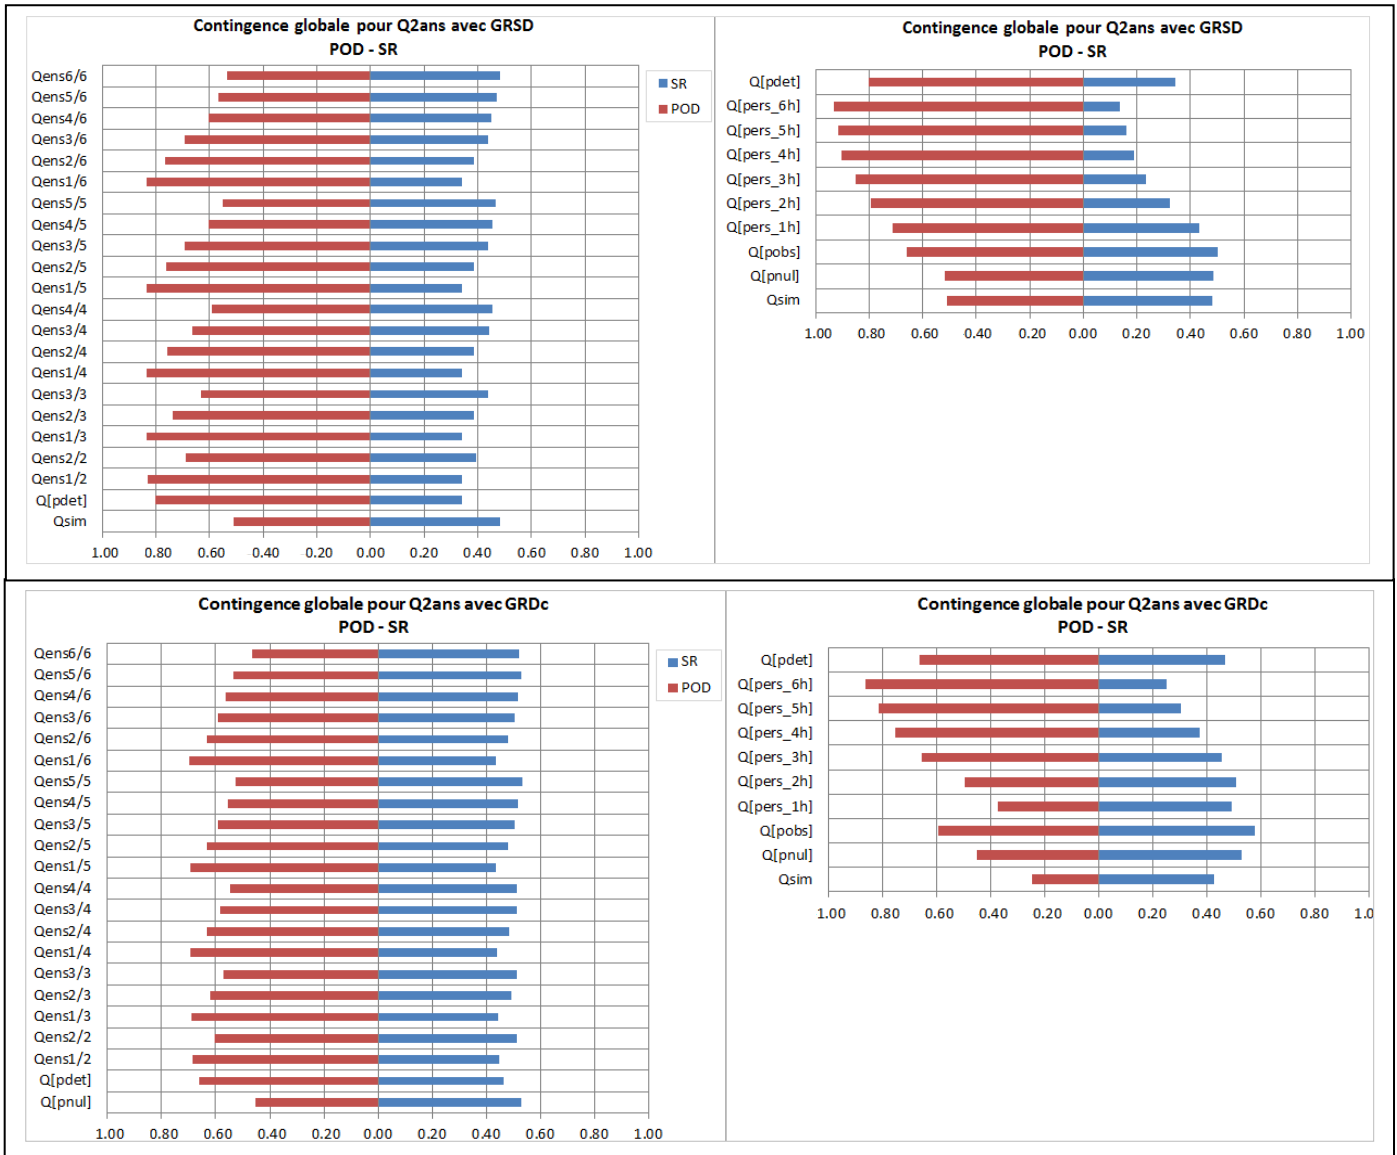 Contingence globale pour Q2ans avec GRSD
POD - SR
Qens6/6
Qens5/6
Qens4/6
Qens3/6
Qens2/6
Qens1/6
Qens5/5
Qens4/5
Qens3/5
Qens2/5
Qens1/5
Qens4/4
Qens3/4
Qens2/4
Qens1/4
Qens3/3
Qens2/3
Qens1/3
Qens2/2
Qens1/2
Q[pdet]
Qsim
1.00 0.80 0.60 0.40 0.20 0.00 0.20 0.40 0.60 0.80 1.00
SR
POD
Contingence globale pour Q2ans avec GRSD
POD - SR
Q[pdet]
Q[pers_6h]
Q[pers_5h]
Q[pers_4h]
Q[pers_3h]
Q[pers_2h]
Q[pers_1h]
Q[pobs]
Q[pnul]
Qsim
1.00 0.80 0.60 0.40 0.20 0.00 0.20 0.40 0.60 0.80 1.00
Contingence globale pour Q2ans avec GRDc
POD - SR
Qens6/6
Qens5/6
Qens4/6
Qens3/6
Qens2/6
Qens1/6
Qens5/5
Qens4/5
Qens3/5
Qens2/5
Qens1/5
Qens4/4
Qens3/4
Qens2/4
Qens1/4
Qens3/3
Qens2/3
Qens1/3
Qens2/2
Qens1/2
Q[pdet]
Q[pnul]
1.00 0.80 0.60 0.40 0.20 0.00 0.20 0.40 0.60 0.80 1.00
SR
POD
Contingence globale pour Q2ans avec GRDc
POD - SR
Q[pdet]
Q[pers_6h]
Q[pers_5h]
Q[pers_4h]
Q[pers_3h]
Q[pers_2h]
Q[pers_1h]
Q[pobs]
Q[pnul]
Qsim
1.00 0.80 0.60 0.40 0.20 0.00 0.20 0.40 0.60 0.80 1.0